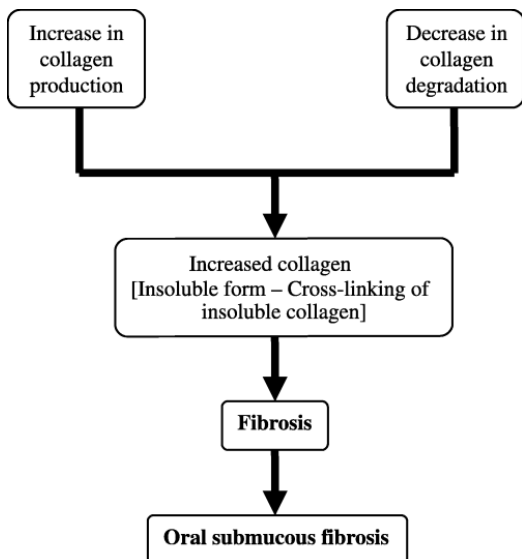 Increase in
collagen
production
Decrease in
collagen
degradation
Increased collagen
[Insoluble form – Cross-linking of
insoluble collagen]
Fibrosis
Oral submucous fibrosis